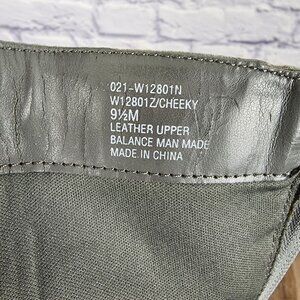 021-W12801N
W12801Z/CHEEKY
9½M
LEATHER UPPER
BALANCE MAN MADE
MADE IN CHINA